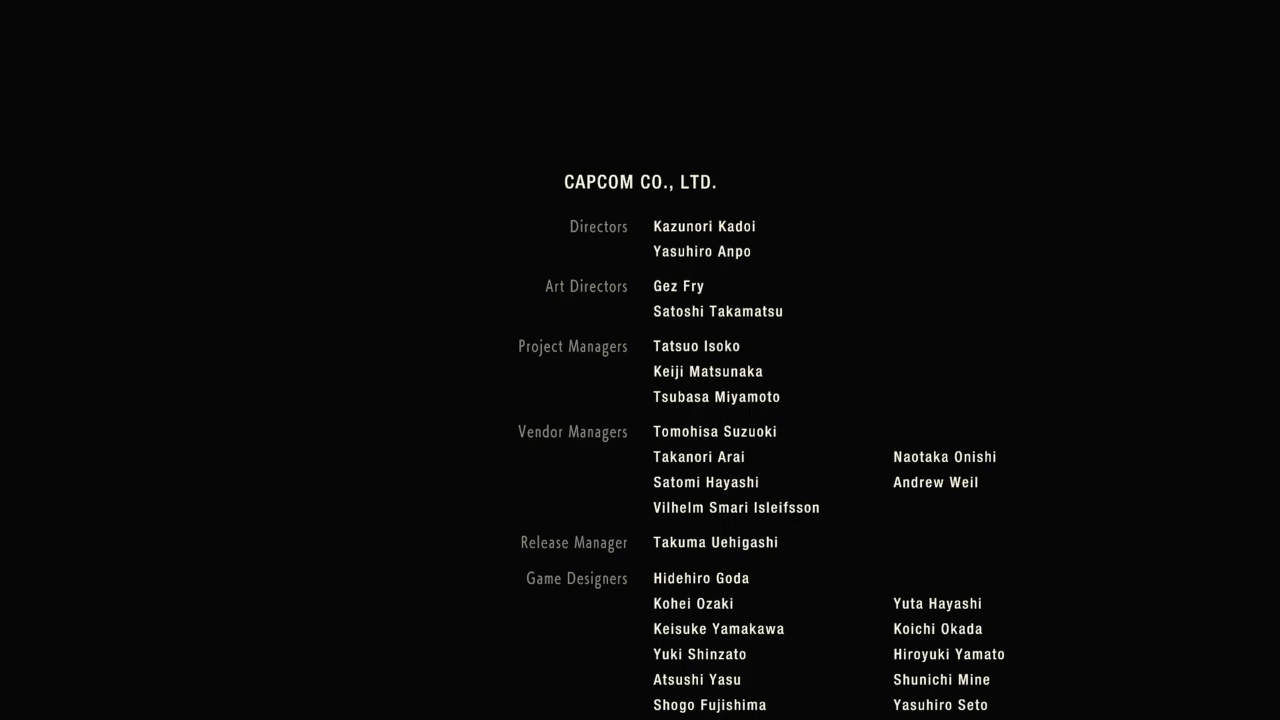 CAPCOM CO., LTD.
Directors Kazunori Kadoi
Yasuhiro Anpo
Art Directors Gez Fry
Satoshi Takamatsu
Project Managers Tatsuo Isoko
Keiji Matsunaka
Tsubasa Miyamoto
Vendor Managers Tomohisa Suzuoki
Takanori Arai Naotaka Onishi
Satomi Hayashi Andrew Weil
Vilhelm Smari Isleifsson
Release Manager Takuma Uehigashi
Game Designers Hidehiro Goda
Kohei Ozaki Yuta Hayashi
Keisuke Yamakawa Koichi Okada
Yuki Shinzato Hiroyuki Yamato
Atsushi Yasu Shunichi Mine
Shogo Fujishima Yasuhiro Seto